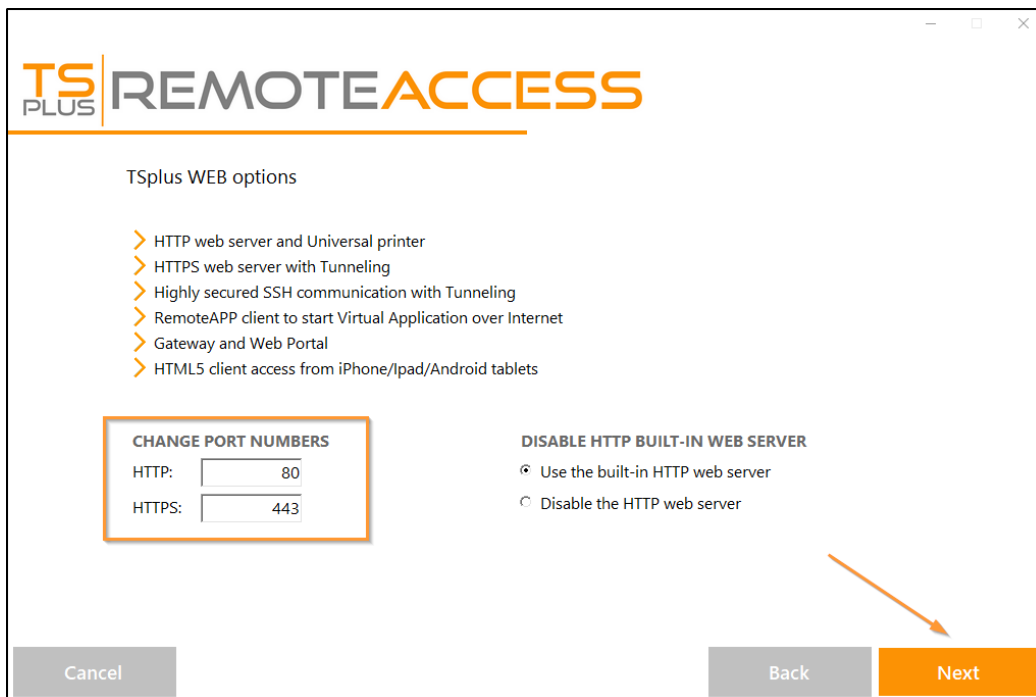 TS PLUS REMOTEACCESS
TSplus WEB options
HTTP web server and Universal printer
HTTPS web server with Tunneling
Highly secured SSH communication with Tunneling
RemoteAPP client to start Virtual Application over Internet
Gateway and Web Portal
HTML5 client access from iPhone/Ipad/Android tablets
CHANGE PORT NUMBERS
HTTP: 80
HTTPS: 443
DISABLE HTTP BUILT-IN WEB SERVER
Use the built-in HTTP web server
Disable the HTTP web server
Cancel
Back
Next